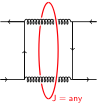 J = any